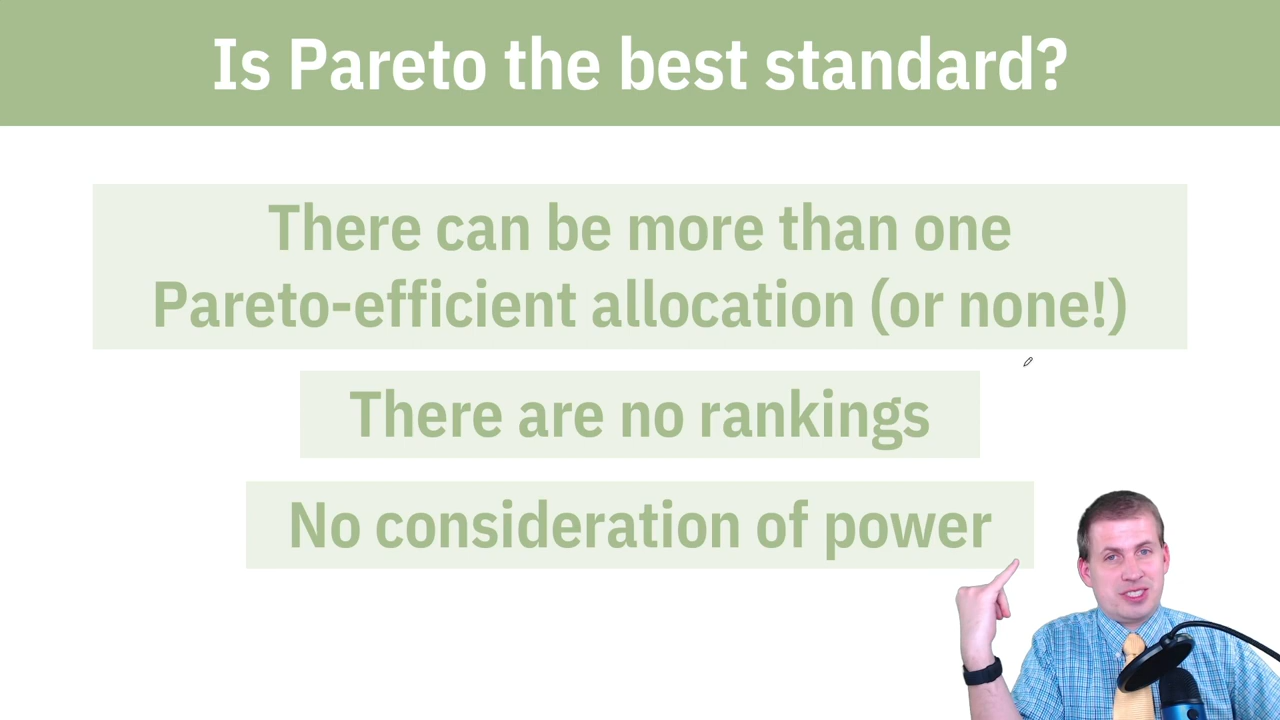 Is Pareto the best standard?
There can be more than one
Pareto-efficient allocation (or none!)
There are no rankings
No consideration of power